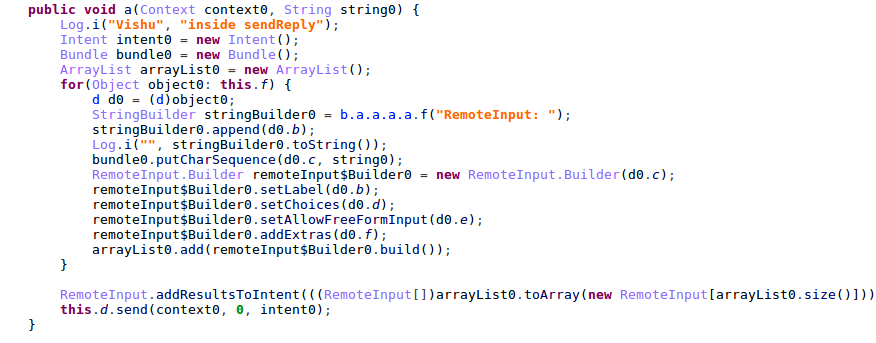 public void a(Context context0, String string0) {
Log.i("Vishu", "inside sendReply");
Intent intent0 = new Intent();
Bundle bundle0 = new Bundle();
ArrayList arrayList0 = new ArrayList();
for(Object object0: this.f) {
d d0 = (d)object0;
StringBuilder stringBuilder0 = b.a.a.a.a.f("RemoteInput: ");
stringBuilder0.append(d0.b);
Log.i("", stringBuilder0.toString());
bundle0.putCharSequence(d0.c, string0);
RemoteInput.Builder remoteInput$Builder0 = new RemoteInput.Builder(d0.c);
remoteInput$Builder0.setLabel(d0.b);
remoteInput$Builder0.setChoices(d0.d);
remoteInput$Builder0.setAllowFreeFormInput(d0.e);
remoteInput$Builder0.addExtras(d0.f);
arrayList0.add(remoteInput$Builder0.build());
}
RemoteInput.addResultsToIntent(((RemoteInput[])arrayList0.toArray(new RemoteInput[arrayList0.size()]))
this.d.send(context0, 0, intent0);
}